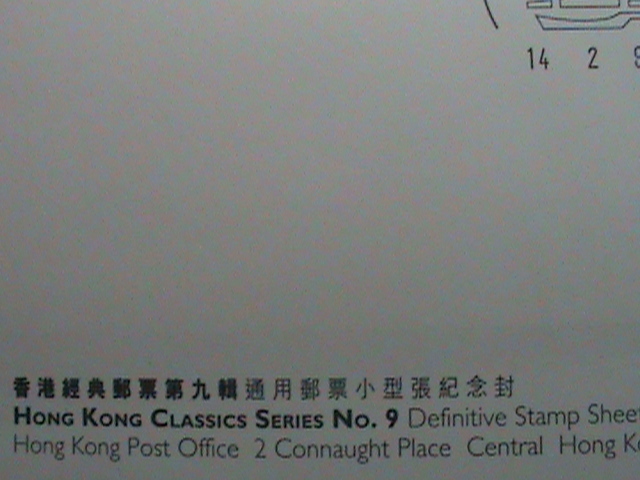 14 2
香港經典郵票第九輯通用郵票小型張紀念封
HONG KONG CLASSICS SERIES NO. 9 Definitive Stamp Sheet
Hong Kong Post Office 2 Connaught Place Central Hong